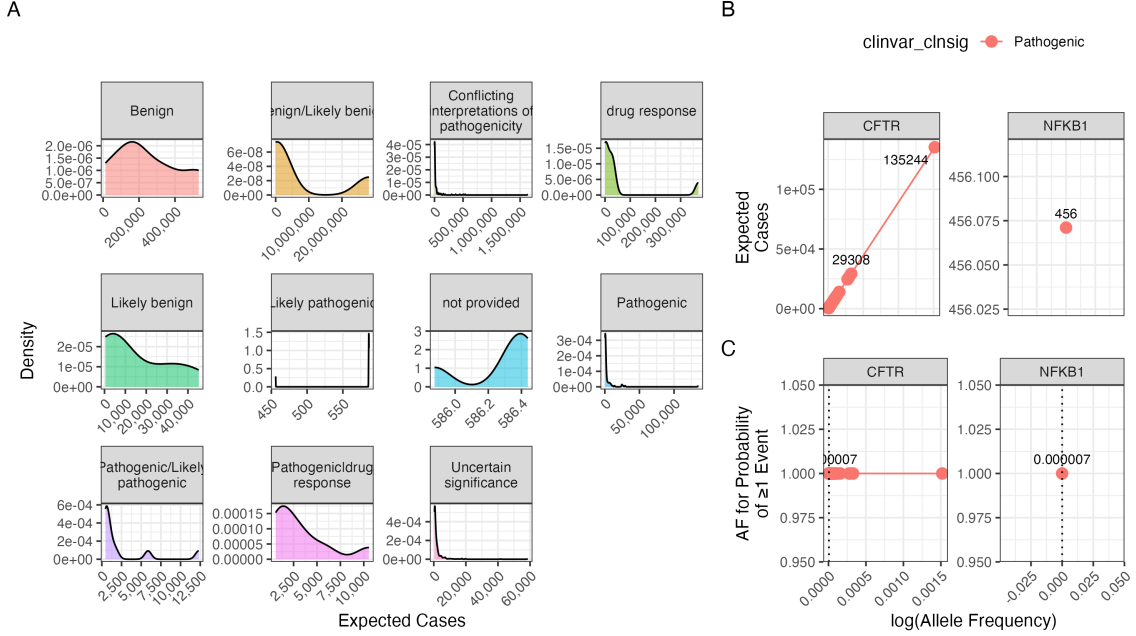 A
Benign
enign/Likely benig
Conflicting
nterpretations of
pathogenicity
drug response
2.0e-06
1.5e-06
1.0e-06
5.0e-07
0.0e+00
0
200,000
400,000
6e-08
4e-08
2e-08
0e+00
0
10,000,000
20,000,000
4e-05
3e-05
2e-05
1e-05
0e+00
0
500,000
1,000,000
1,500,000
1.5e-05
1.0e-05
5.0e-06
0.0e+00
0
100,000
200,000
300,000
Likely benign
Likely pathogenic
not provided
Pathogenic
2e-05
1e-05
0e+00
0
10,000
20,000
30,000
40,000
1.5
1.0
0.5
0.0
450
500
550
3
2
1
0
586.0
586.2
586.4
3e-04
2e-04
1e-04
0e+00
0
50,000
100,000
Pathogenic/Likely
pathogenic
Pathogenic|drug
response
Uncertain
significance
6e-04
4e-04
2e-04
0e+00
0
2,500
5,000
7,500
10,000
12,500
0.00015
0.00010
0.00005
0.00000
2,500
5,000
7,500
10,000
4e-04
2e-04
0e+00
0
20,000
40,000
60,000
Density
Expected Cases
B
clinvar_clnsig
Pathogenic
CFTR
NFKB1
Expected
Cases
1e+05
5e+04
0e+00
135244
29308
456.100
456.075
456.050
456.025
456
C
CFTR
NFKB1
AF for Probability
of ≥1 Event
1.050
1.025
1.000
0.975
0.950
00007
0.0000
0.0005
0.0010
0.0015
1.050
1.025
1.000
0.975
0.950
0.000007
-0.025
0.000
0.025
0.050
log(Allele Frequency)